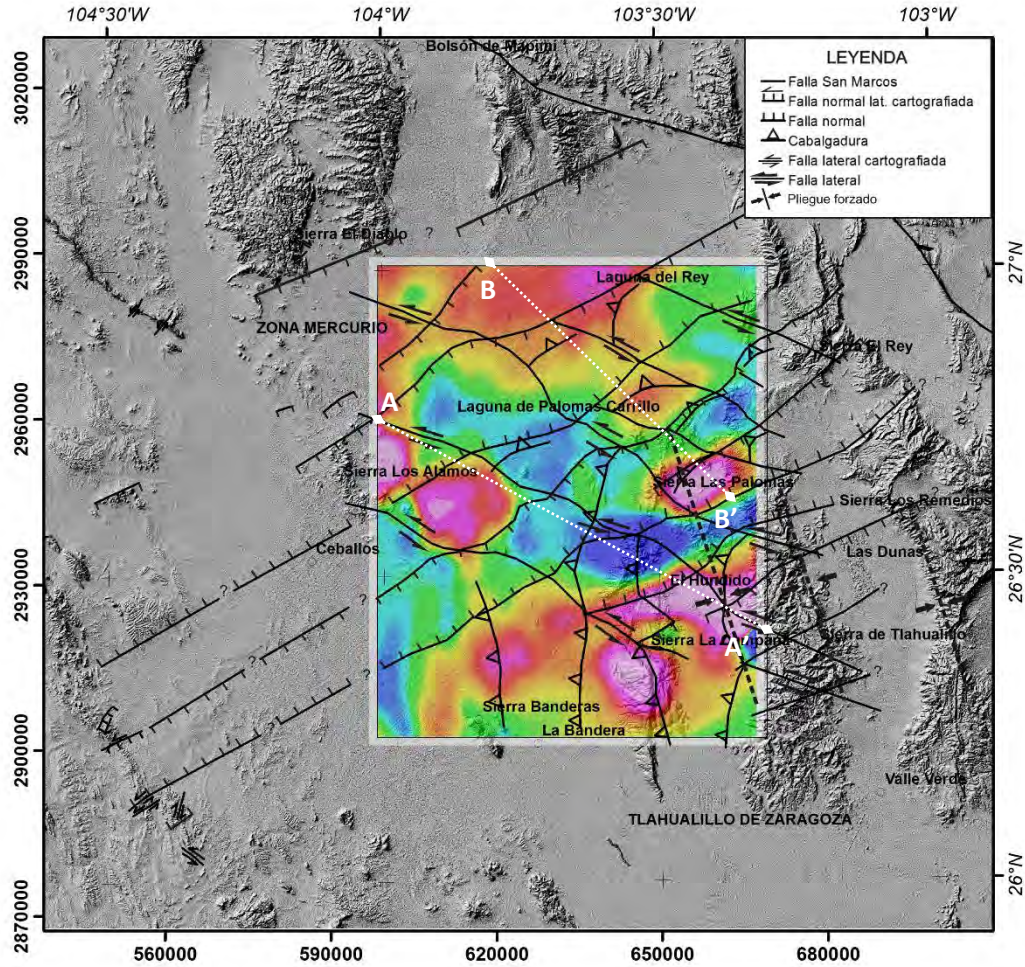 104°30'W
104°W
103°30'W
103°W
3020000
2990000
2960000
2930000
2900000
2870000
Bolsón de Mapimí
LEYENDA
Falla San Marcos
Falla normal lat. cartografiada
Falla normal
Cabalgadura
Falla lateral cartografiada
Falla lateral
Pliegue forzado
Sierra El Diablo
?
27°N
B
Laguna del Rey
ZONA MERCURIO
Sierra El Rey
A
Laguna de Palomas Carrillo
Sierra Los Alamos
Sierra Las Palomas
Sierra Los Remedios
B'
?
?
Ceballos
Las Dunas
26°30'N
El Hundido
?
?
Sierra La
Sierra de Tlahualilo
A
?
?
Sierra Banderas
La Bandera
Valle Verde
TLAHUALILLO DE ZARAGOZA
26°N
560000
590000
620000
650000
680000